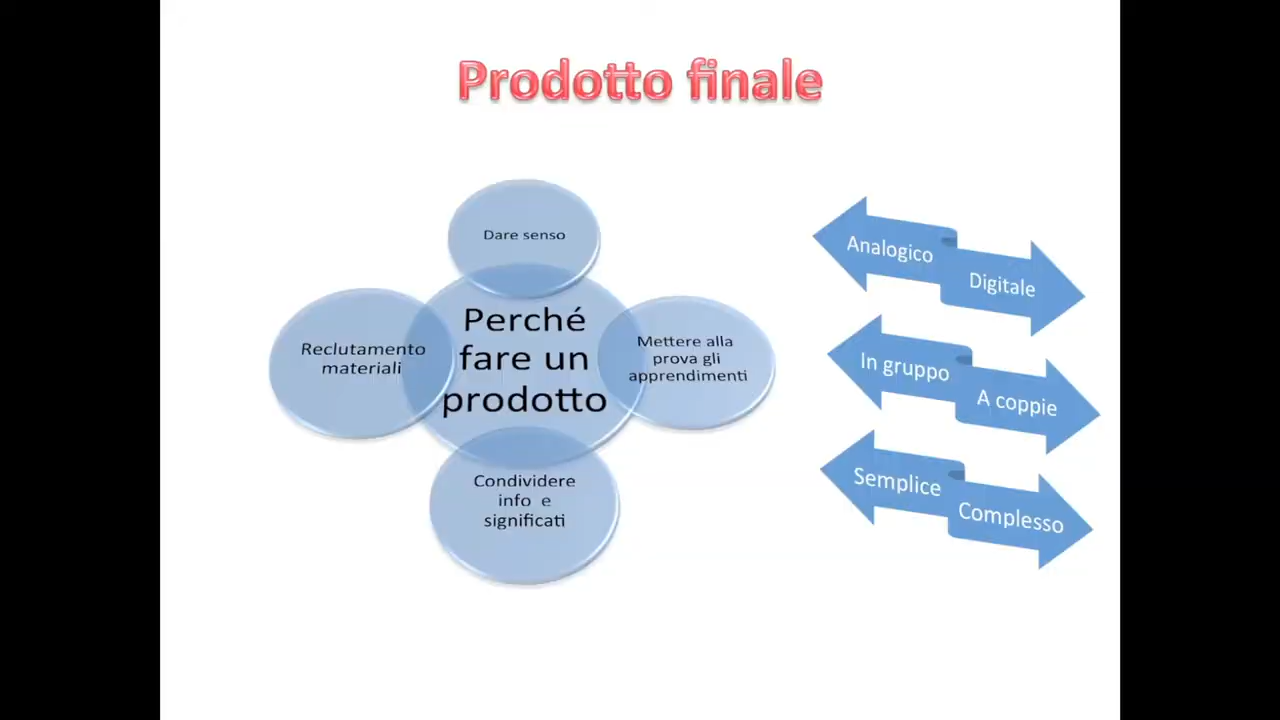 Prodotto finale
Dare senso
Perché
fare un
prodotto
Reclutamento
materiali
Mettere alla
prova gli
apprendimenti
Condividere
info e
significati
Analogico
Digitale
In gruppo
A coppie
Semplice
Complesso